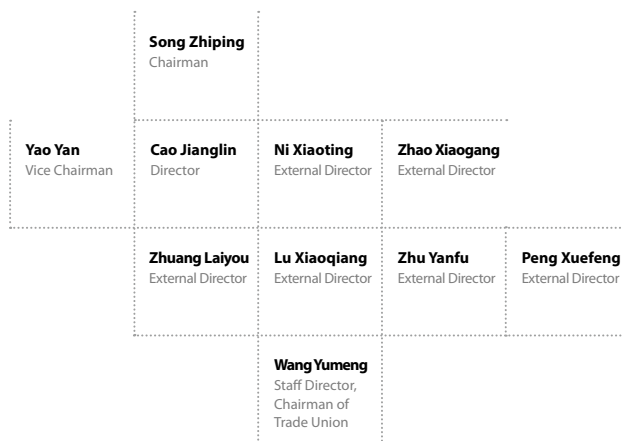 Song Zhiping
Chairman
Yao Yan
Vice Chairman
Cao Jianglin
Director
Ni Xiaoting
External Director
Zhao Xiaogang
External Director
Zhuang Laiyou
External Director
Lu Xiaoqiang
External Director
Zhu Yanfu
External Director
Peng Xuefeng
External Director
Wang Yumeng
Staff Director,
Chairman of
Trade Union